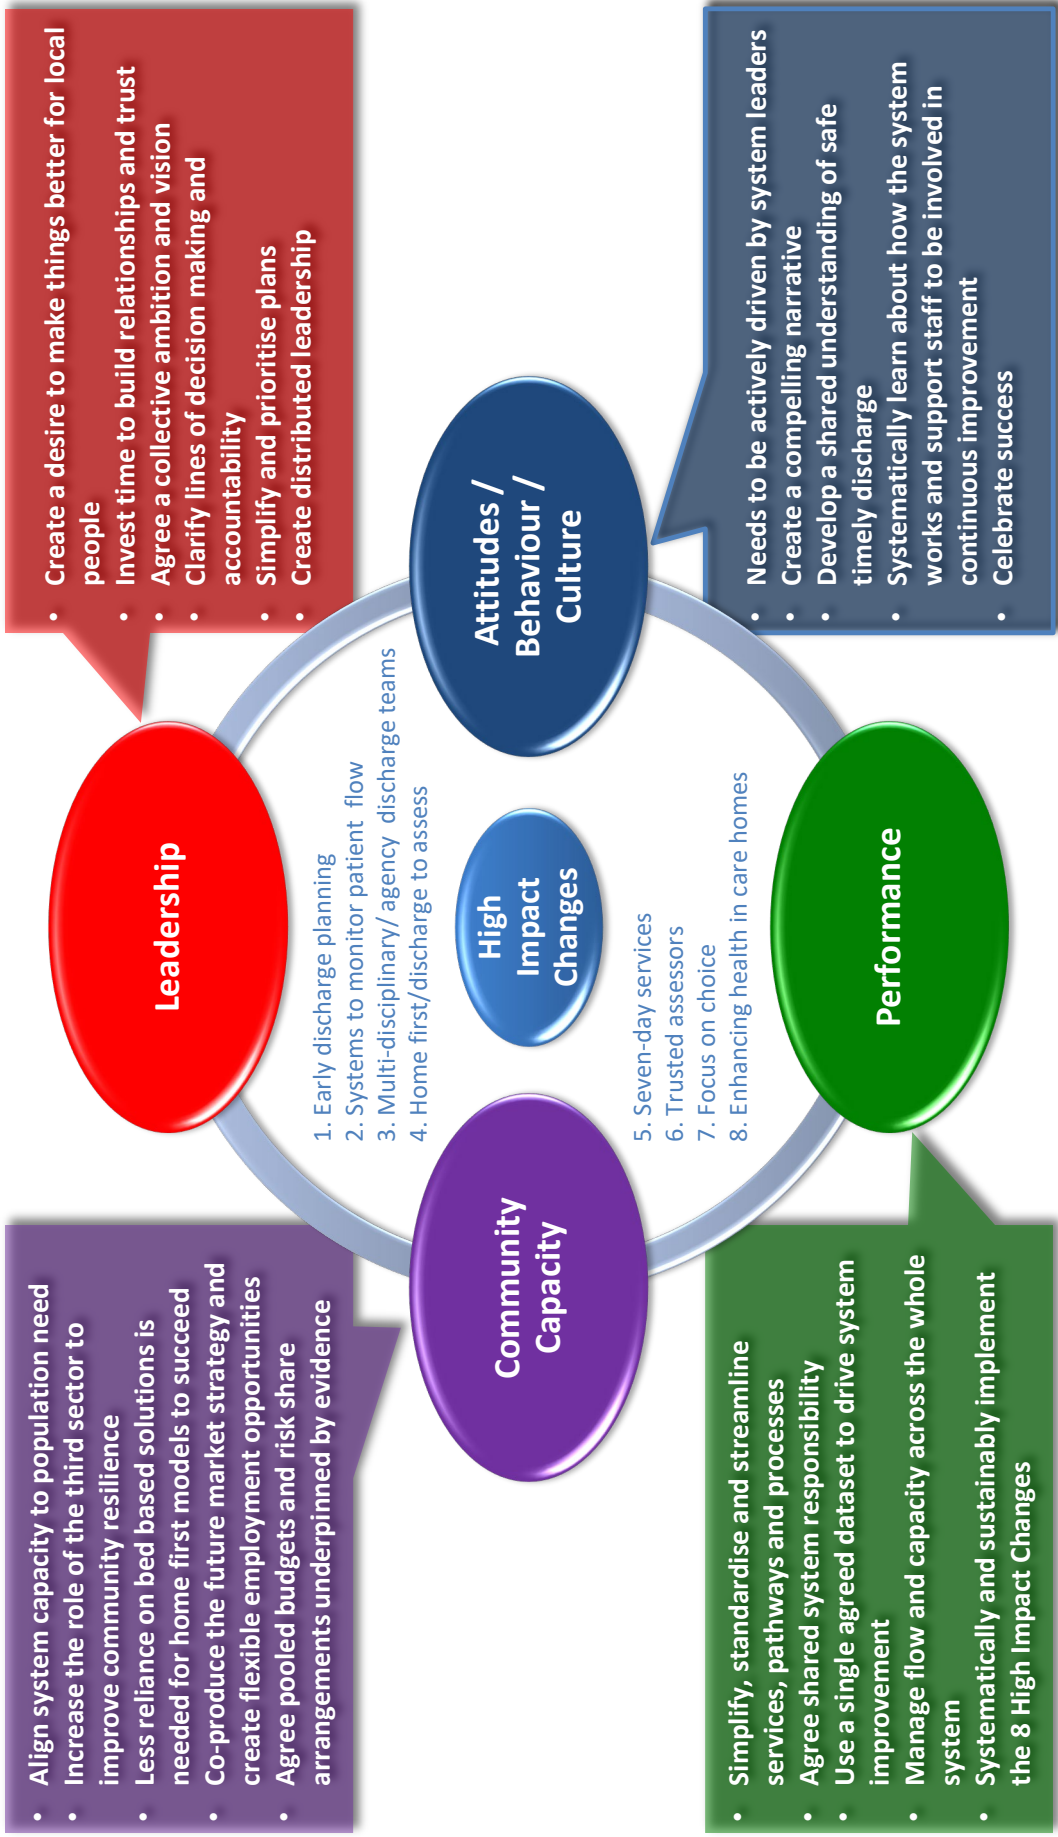 • Align system capacity to population need
• Increase the role of the third sector to
improve community resilience
• Less reliance on bed based solutions is
needed for home first models to succeed
• Co-produce the future market strategy and
create flexible employment opportunities
• Agree pooled budgets and risk share
arrangements underpinned by evidence
Leadership
• Create a desire to make things better for local
people
• Invest time to build relationships and trust
• Agree a collective ambition and vision
• Clarify lines of decision making and
accountability
• Simplify and prioritise plans
• Create distributed leadership
1. Early discharge planning
2. Systems to monitor patient flow
3. Multi-disciplinary/ agency discharge teams
4. Home first/discharge to assess
Community
Capacity
High
Impact
Changes
Attitudes /
Behaviour /
Culture
5. Seven-day services
6. Trusted assessors
7. Focus on choice
8. Enhancing health in care homes
• Simplify, standardise and streamline
services, pathways and processes
• Agree shared system responsibility
• Use a single agreed dataset to drive system
improvement
• Manage flow and capacity across the whole
system
• Systematically and sustainably implement
the 8 High Impact Changes
Performance
• Needs to be actively driven by system leaders
• Create a compelling narrative
• Develop a shared understanding of safe
timely discharge
• Systematically learn about how the system
works and support staff to be involved in
continuous improvement
• Celebrate success